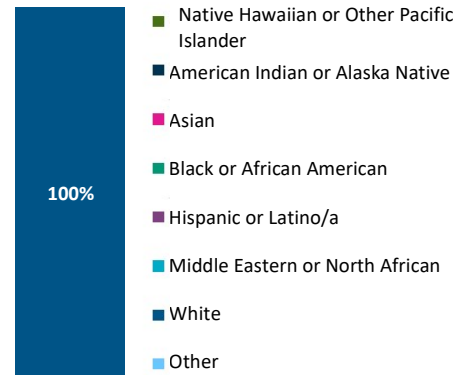 100%
Native Hawaiian or Other Pacific
Islander
American Indian or Alaska Native
Asian
Black or African American
Hispanic or Latino/a
Middle Eastern or North African
White
Other